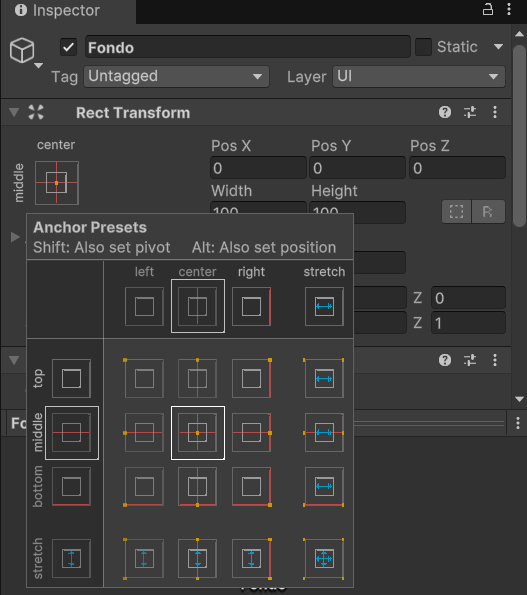 Inspector
Fondo
Static
Tag Untagged Layer UI
Rect Transform
center
middle
Pos X Pos Y Pos Z
0 0 0
Width Height
100 100
R
Anchor Presets
Shift: Also set pivot Alt: Also set position
left center right stretch
Z 0
Z 1
top
middle
bottom
stretch
Fo
Fondo